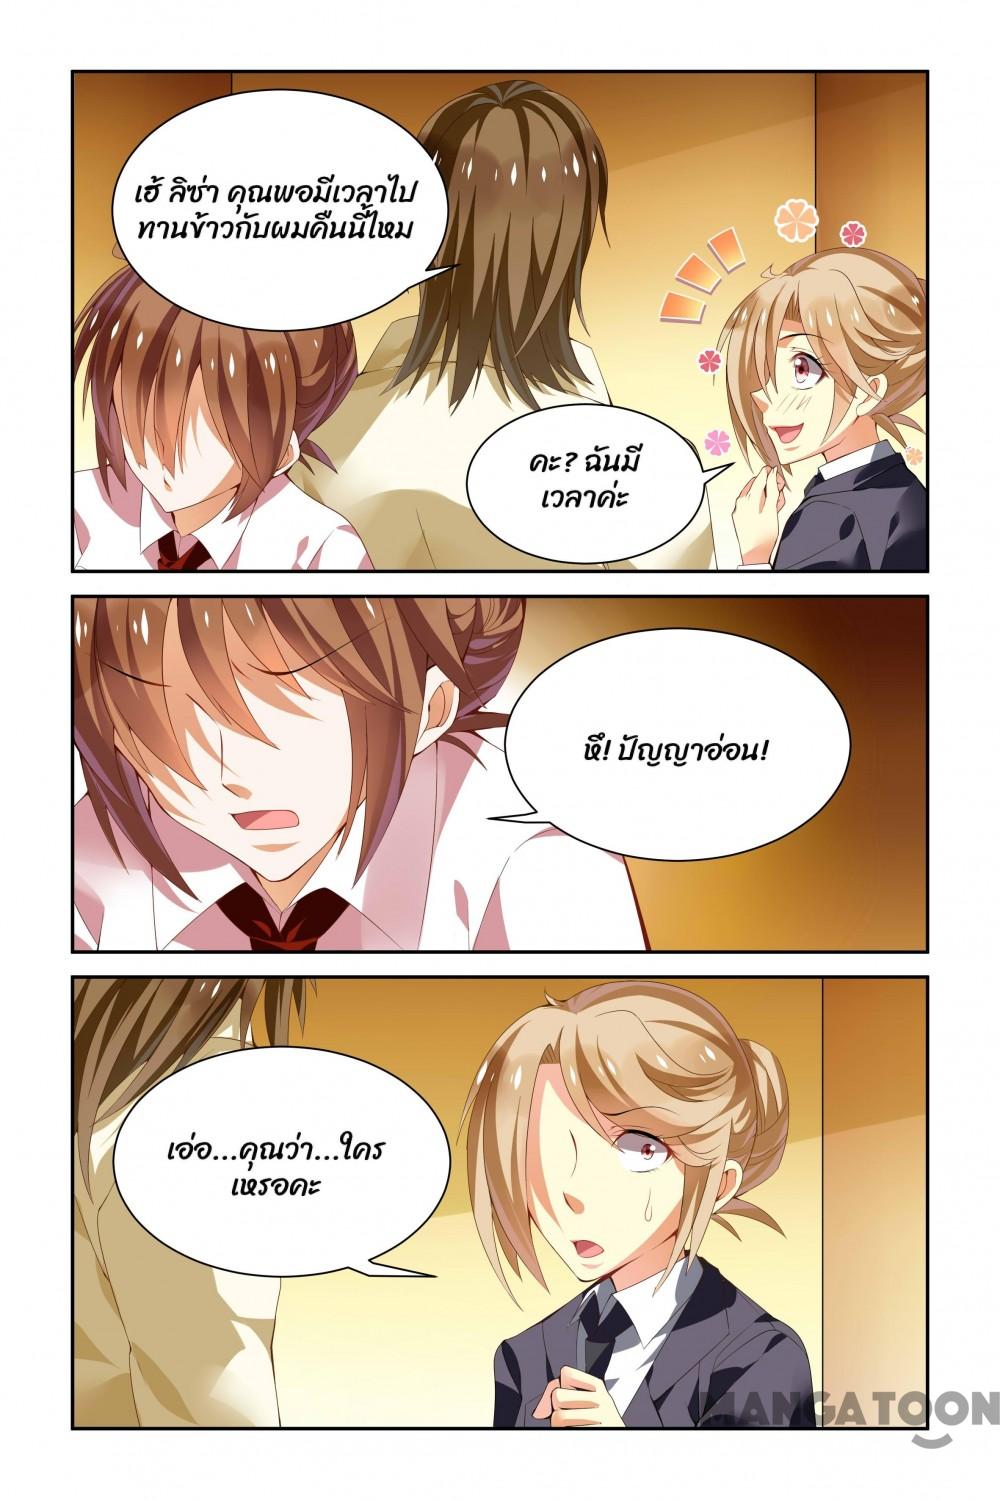 เฮ้ ลิซ่า คุณพอมีเวลาไป
ทานข้าวกับผมคืนนี้ไหม
คะ? ฉันมี
เวลาค่ะ
หึ! ปัญญาอ่อน!
เอ่อ...คุณว่า...ใคร
เหรอคะ
MANGATOON